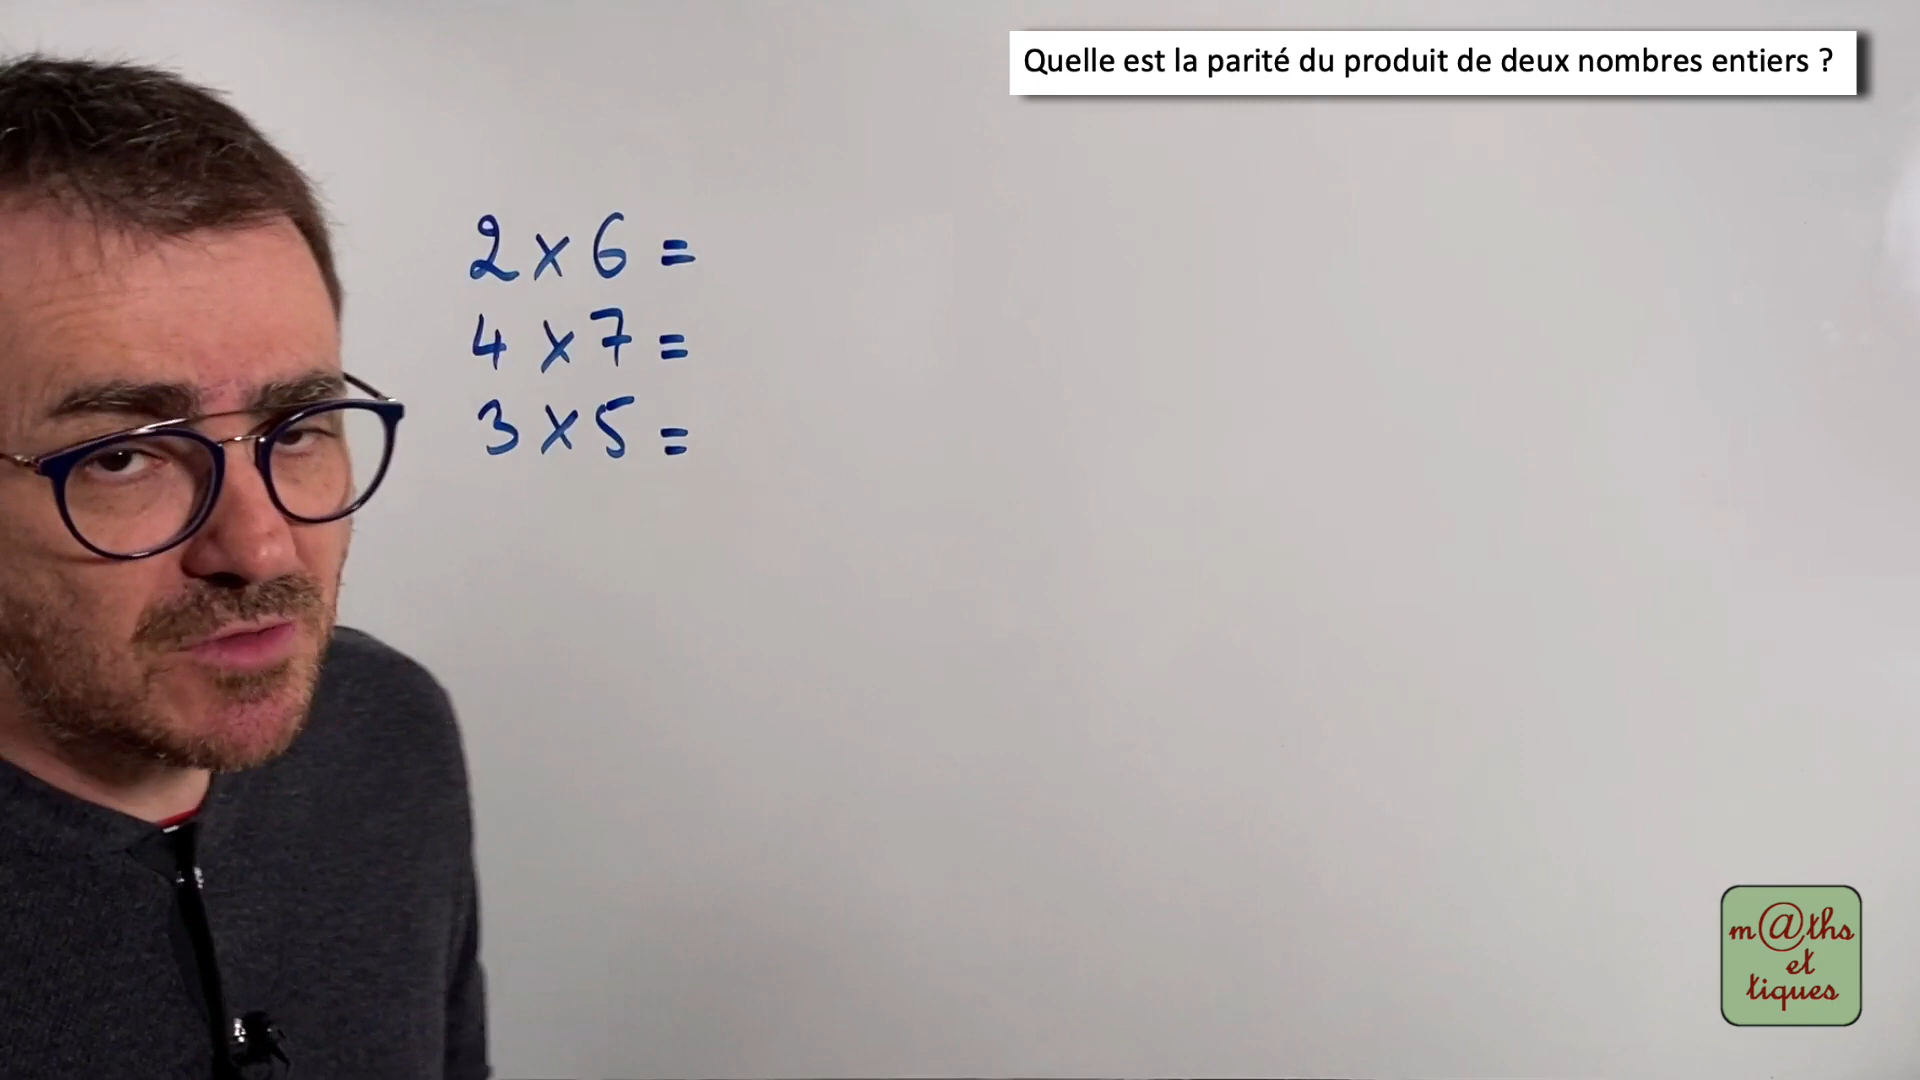 Quelle est la parité du produit de deux nombres entiers ?
2 x 6 =
4 x 7 =
3 x 5 =
m@ths
et
tiques